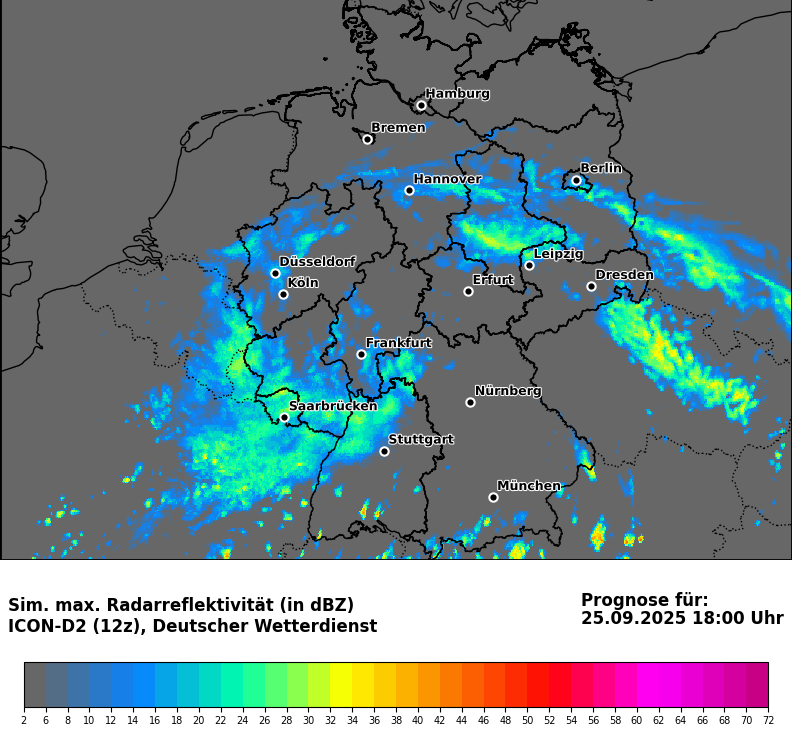 Hamburg
Bremen
Berlin
Hannover
Leipzig
Düsseldorf
Dresden
Köln
Erfurt
Frankfurt
Nürnberg
Saarbrücken
Stuttgart
München
Sim. max. Radarreflektivität (in dBZ)
ICON-D2 (12z), Deutscher Wetterdienst
Prognose für:
25.09.2025 18:00 Uhr
2 6 8 10 12 14 16 18 20 22 24 26 28 30 32 34 36 38 40 42 44 46 48 50 52 54 56 58 60 62 64 66 68 70 72